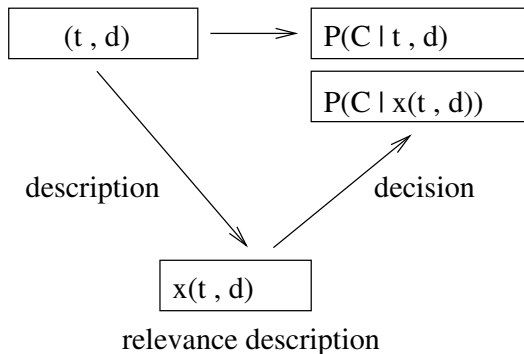 (t , d)
P(C | t , d)
P(C | x(t , d))
description
decision
x(t , d)
relevance description